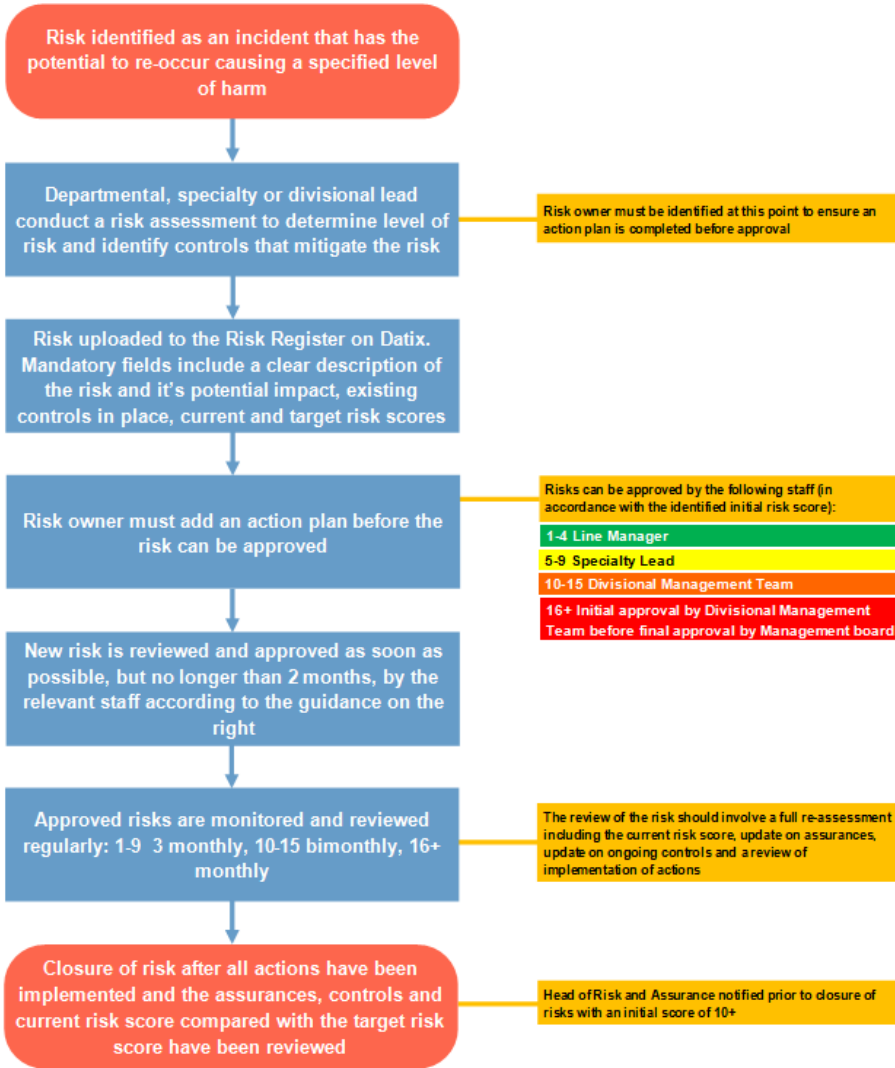 Risk identified as an incident that has the
potential to re-occur causing a specified level
of harm
Departmental, specialty or divisional lead
conduct a risk assessment to determine level of
risk and identify controls that mitigate the risk
Risk owner must be identified at this point to ensure an
action plan is completed before approval
Risk uploaded to the Risk Register on Datix.
Mandatory fields include a clear description of
the risk and it's potential impact, existing
controls in place, current and target risk scores
Risk owner must add an action plan before the
risk can be approved
Risks can be approved by the following staff (in
accordance with the identified initial risk score):
1-4 Line Manager
5-9 Specialty Lead
10-15 Divisional Management Team
16+ Initial approval by Divisional Management
Team before final approval by Management board
New risk is reviewed and approved as soon as
possible, but no longer than 2 months, by the
relevant staff according to the guidance on the
right
Approved risks are monitored and reviewed
regularly: 1-9 3 monthly, 10-15 bimonthly, 16+
monthly
The review of the risk should involve a full re-assessment
including the current risk score, update on assurances,
update on ongoing controls and a review of
implementation of actions
Closure of risk after all actions have been
implemented and the assurances, controls and
current risk score compared with the target risk
score have been reviewed
Head of Risk and Assurance notified prior to closure of
risks with an initial score of 10+